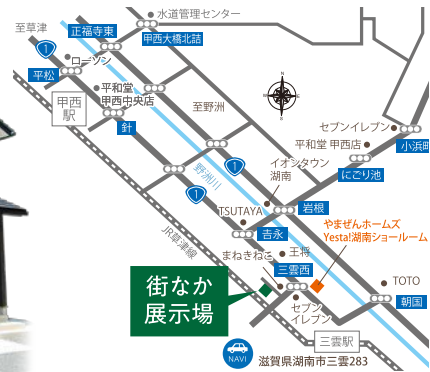 水道管理センター
至草津
正福寺東
甲西大橋北詰
1
ローソン
平松
平和堂
甲西中央店
甲西駅
至野洲
針
N
S
セブンイレブン
小浜町
平和堂 甲西店
にごり池
野洲川
1
イオンタウン
湖南
1
TSUTAYA
岩根
吉永
やまぜんホームズ
Yesta!湖南ショールーム
JR草津線
まねきねこ
王将
三雲西
TOTO
街なか
展示場
朝国
セブン
イレブン
三雲駅
NAVI
滋賀県湖南市三雲283